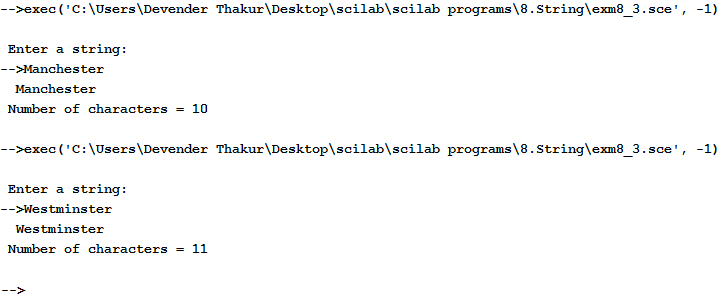 -->exec('C:\Users\Devender Thakur\Desktop\scilab\scilab programs\8.String\exm8_3.sce', -1)
Enter a string:
-->Manchester
Manchester
Number of characters = 10
-->exec('C:\Users\Devender Thakur\Desktop\scilab\scilab programs\8.String\exm8_3.sce', -1)
Enter a string:
-->Westminster
Westminster
Number of characters = 11
-->